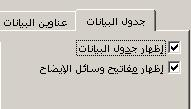 جدول البيانات
عناوين البيانات
إظهار جدول البيانات
إظهار مفاتيح وسائل الإيضاح